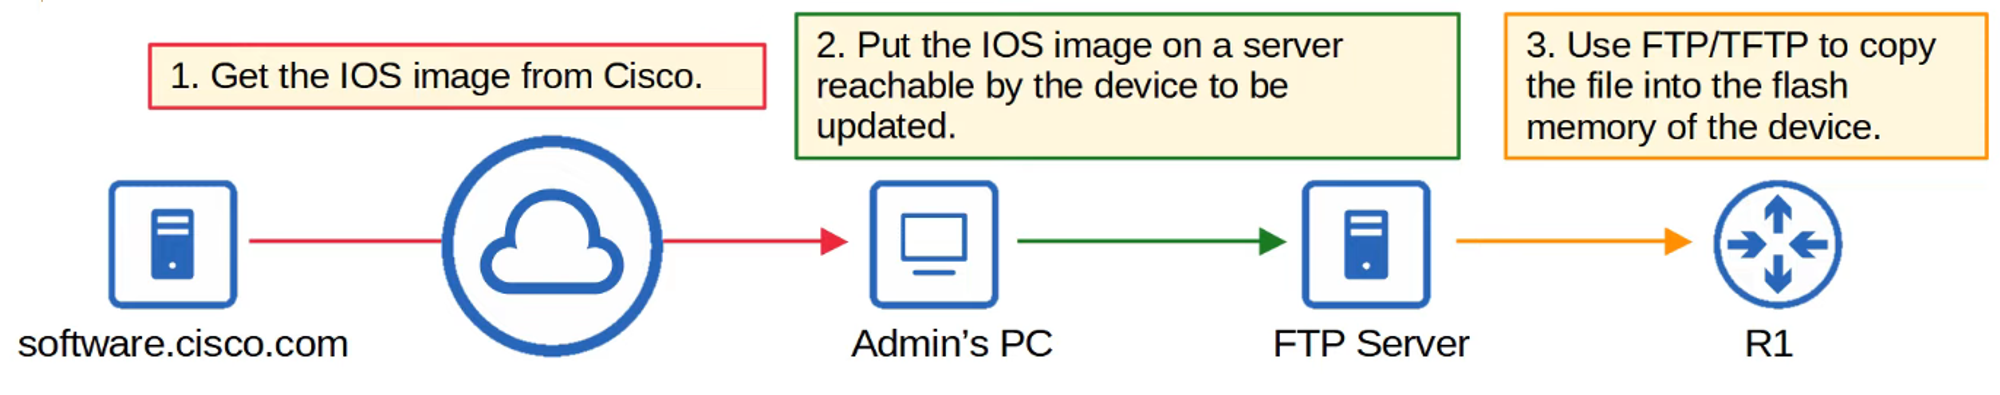 1. Get the IOS image from Cisco.
2. Put the IOS image on a server
reachable by the device to be
updated.
3. Use FTP/TFTP to copy
the file into the flash
memory of the device.
software.cisco.com
Admin’s PC
FTP Server
R1